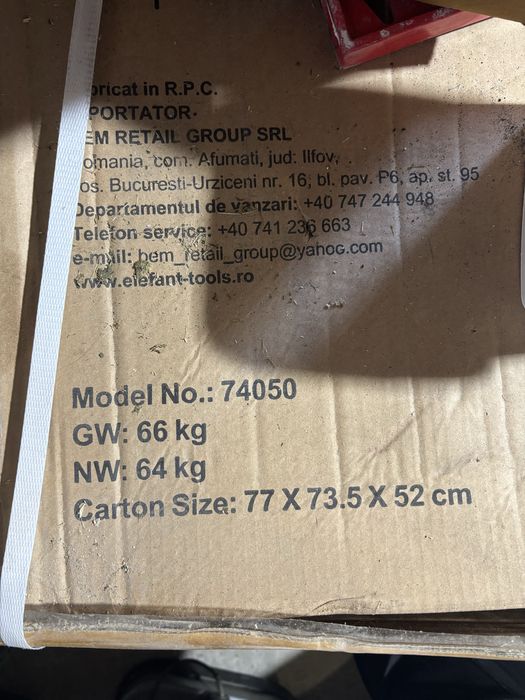 bricat in R.P.C.
PORTATOR:
EM RETAIL GROUP SRL
omania, com. Afumati, jud: Ilfov,
os. Bucuresti-Urziceni nr. 16, bl. pav. P6, ap. st. 95
Departamentul de vanzari: +40 747 244 948
Telefon service: +40 741 236 663
e-mail: bem_retail_group@yahoo.com
www.elefant-tools.ro
Model No.: 74050
GW: 66 kg
NW: 64 kg
Carton Size: 77 X 73.5 X 52 cm